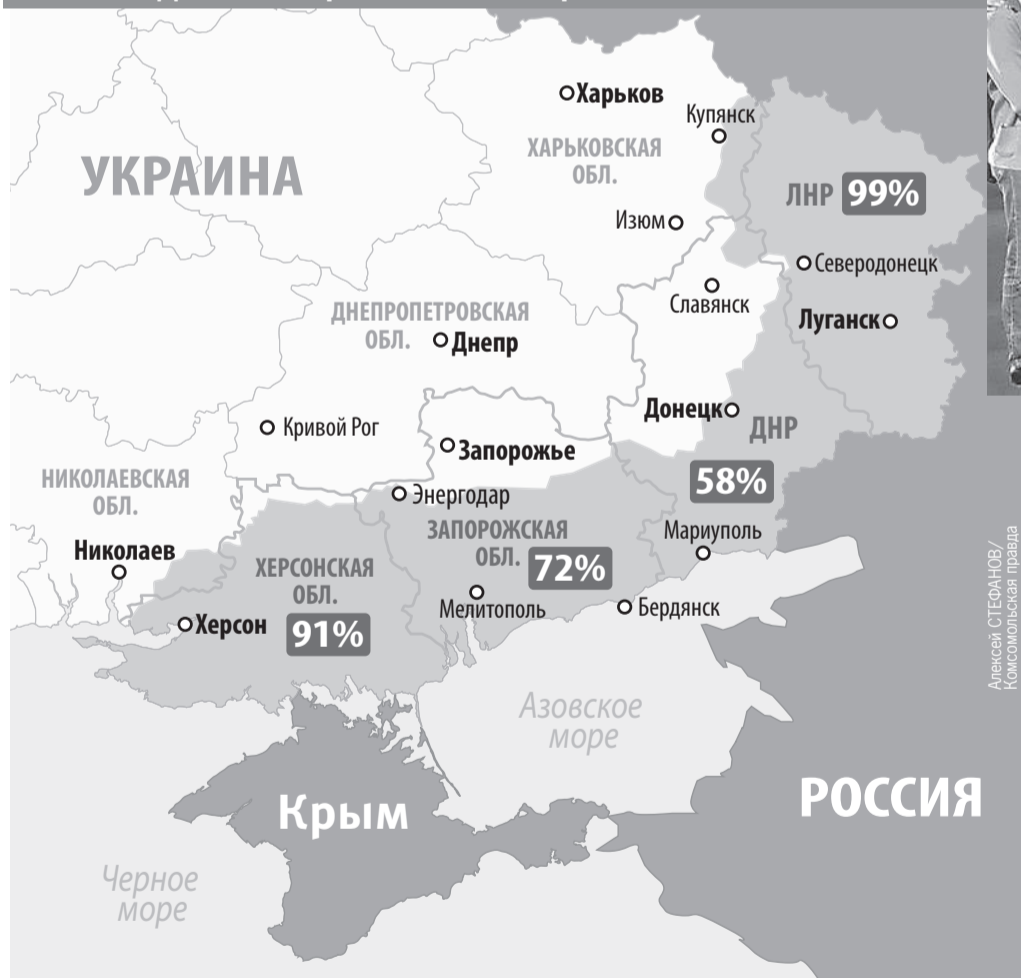 Харьков
Купянск
ХАРЬКОВСКАЯ
ОБЛ.
УКРАИНА
ЛНР 99%
Изюм
Северодонецк
Славянск
ДНЕПРОПЕТРОВСКАЯ
ОБЛ.
Днепр
Луганск
Донецк
ДНР
Кривой Рог
Запорожье
58%
НИКОЛАЕВСКАЯ
ОБЛ.
Энергодар
ЗАПОРОЖСКАЯ
ОБЛ. 72%
Мариуполь
Николаев
ХЕРСОНСКАЯ
ОБЛ.
91%
Мелитополь
Бердянск
Херсон
Азовское
море
Крым
РОССИЯ
Черное
море
Алексей СТЕФАНОВ/
Комсомольская правда